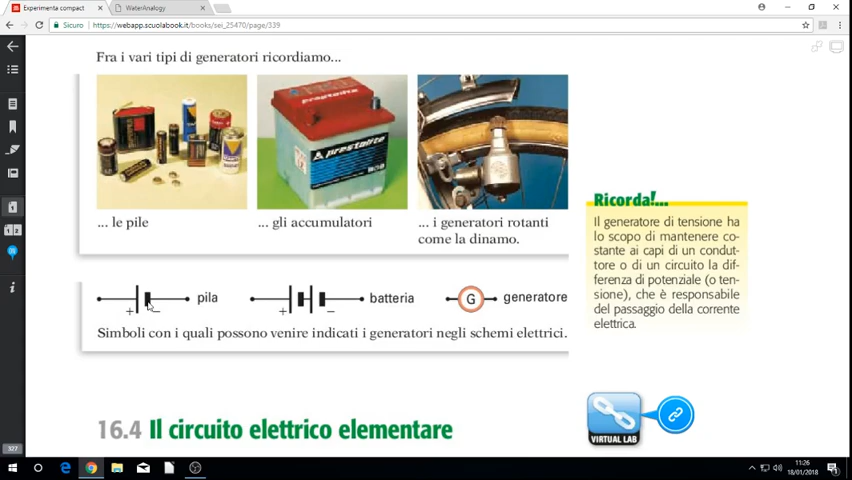 Experimenta compact
WaterAnalogy
Sicuro
https://webapp.scuolabook.it/books/sei_25470/page/339
Fra i vari tipi di generatori ricordiamo...
prestolite
... le pile
... gli accumulatori
... i generatori rotanti
come la dinamo.
Ricorda!...
Il generatore di tensione ha
lo scopo di mantenere co-
stante ai capi di un condut-
tore o di un circuito la dif-
ferenza di potenziale (o ten-
sione), che è responsabile
del passaggio della corrente
elettrica.
+ – pila
+ – batteria
G generatore
Simboli con i quali possono venire indicati i generatori negli schemi elettrici.
16.4 Il circuito elettrico elementare
VIRTUAL LAB
327
11:26
18/01/2018